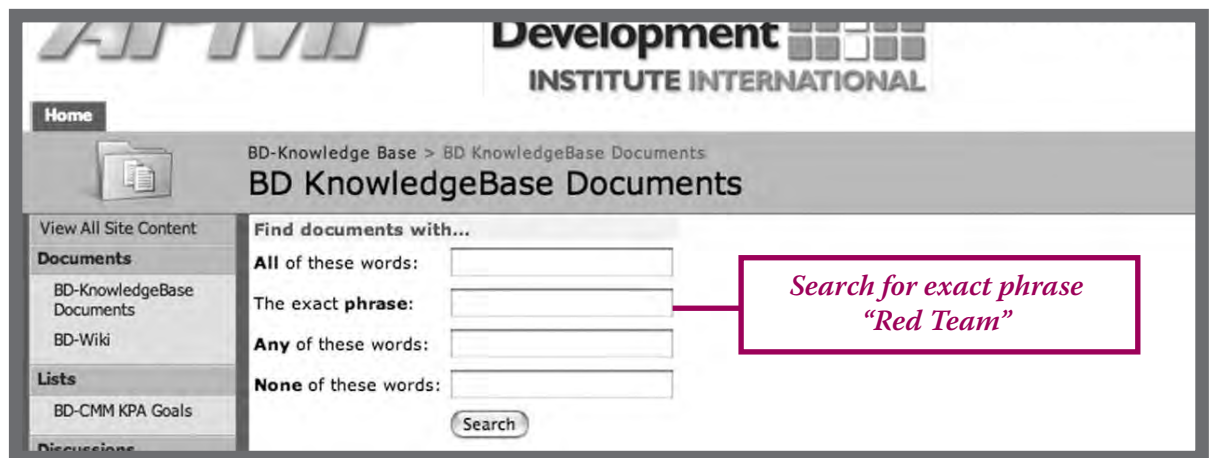 APMP
Development
INSTITUTE INTERNATIONAL
Home
BD-Knowledge Base > BD KnowledgeBase Documents
BD KnowledgeBase Documents
View All Site Content
Documents
BD-KnowledgeBase
Documents
BD-Wiki
Lists
BD-CMM KPA Goals
Discussions
Find documents with...
All of these words:
The exact phrase:
Any of these words:
None of these words:
Search
Search for exact phrase
“Red Team”